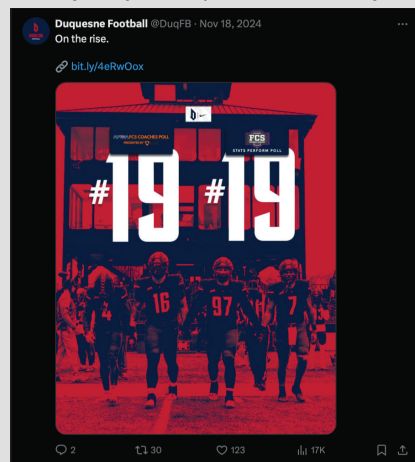 Duquesne Football @DuqFB · Nov 18, 2024
On the rise.
bit.ly/4eRwOox
FCS COACHES POLL
FCS
STATS PERFORM POLL
#19 #19
4 16 97 7
2 30 123 17K